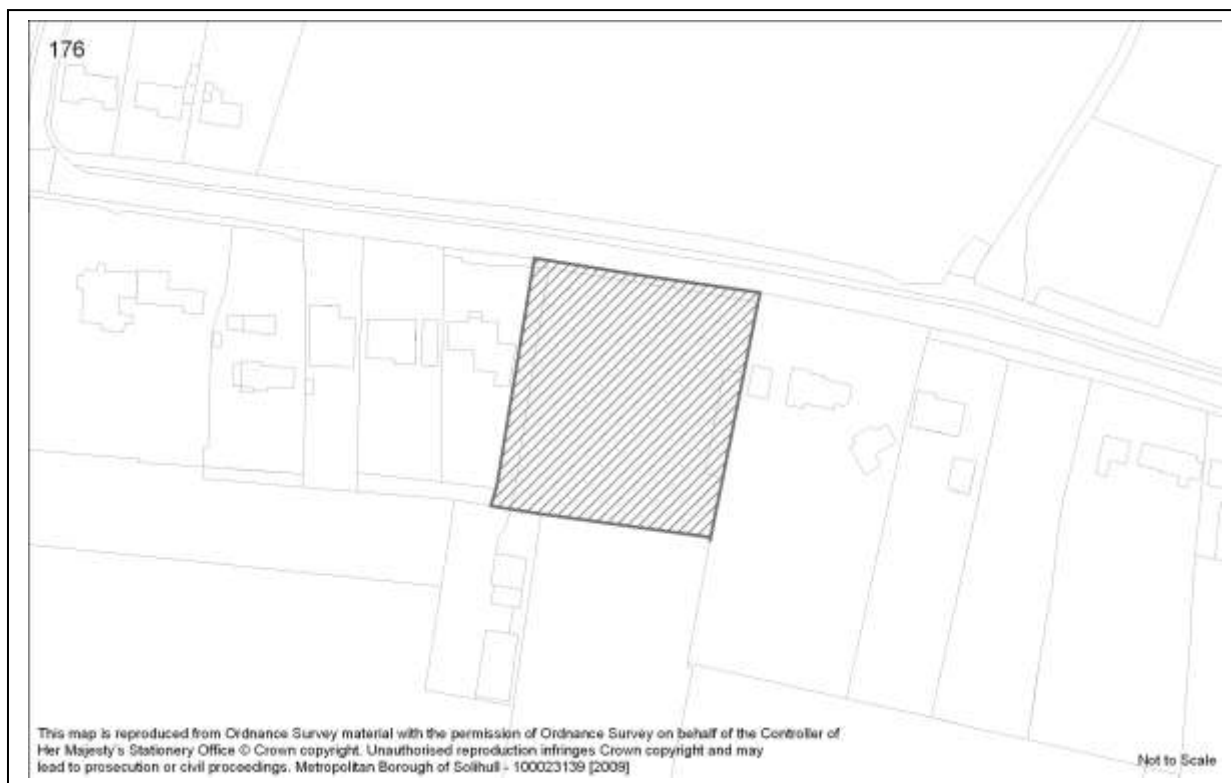 176
This map is reproduced from Ordnance Survey material with the permission of Ordnance Survey on behalf of the Controller of
Her Majesty's Stationery Office © Crown copyright. Unauthorised reproduction infringes Crown copyright and may
lead to prosecution or civil proceedings. Metropolitan Borough of Solihull - 100023139 [2009]
Not to Scale